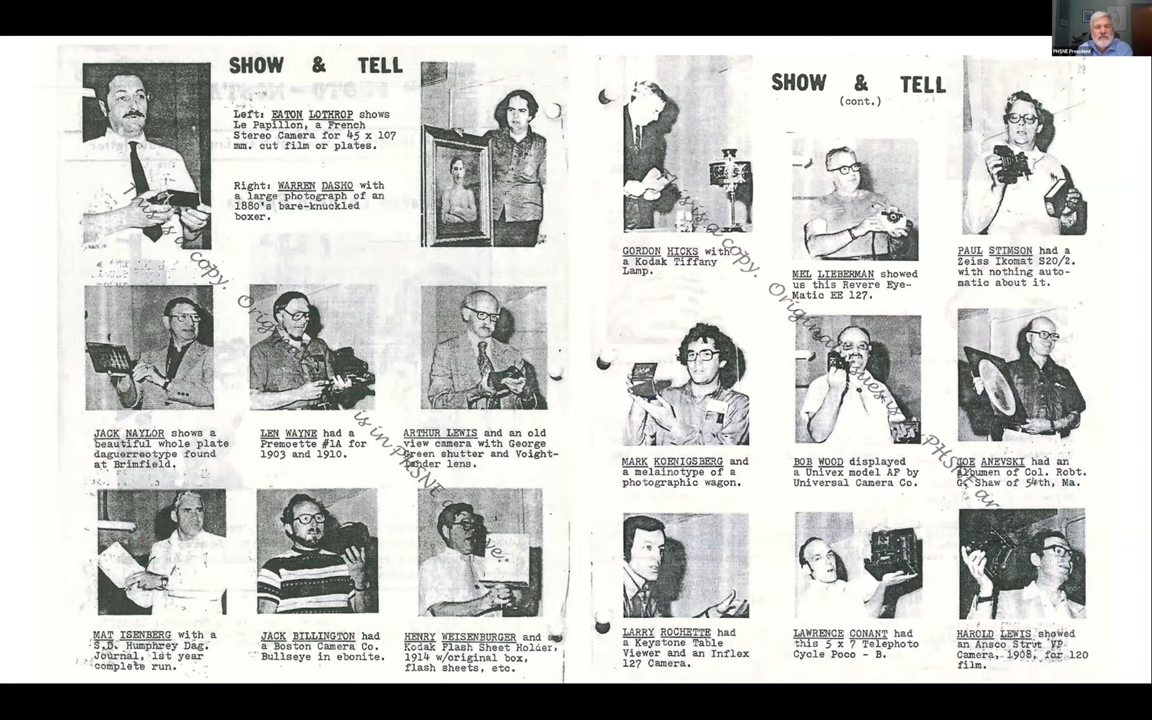 PHSNE President
SHOW & TELL
Left: EATON LOTHROP shows
Le Papillon, a French
Stereo Camera for 45 x 107
mm. cut film or plates.
Right: WARREN DASHO with
a large photograph of an
1880's bare-knuckled
boxer.
JACK NAYLOR shows a
beautiful whole plate
daguerreotype found
at Brimfield.
LEN WAYNE had a
Premoette #1A for
1903 and 1910.
ARTHUR LEWIS and an old
view camera with George
Green shutter and Voight-
lander lens.
MAT ISENBERG with a
S.D. Humphrey Dag.
Journal, 1st year
complete run.
JACK BILLINGTON had
a Boston Camera Co.
Bullseye in ebonite.
HENRY WEISENBURGER and a
Kodak Flash Sheet Holder,
1914 w/original box,
flash sheets, etc.
SHOW & TELL
(cont.)
GORDON HICKS with
a Kodak Tiffany
Lamp.
MEL LIEBERMAN showed
us this Revere Eye-
Matic EE 127.
PAUL STIMSON had a
Zeiss Ikomat S20/2.
with nothing auto-
matic about it.
MARK KOENIGSBERG and
a melainotype of a
photographic wagon.
BOB WOOD displayed
a Univex model AF by
Universal Camera Co.
JOE ANEVSKI had an
Albumen of Col. Robt.
G. Shaw of 54th, Ma.
LARRY ROCHETTE had
a Keystone Table
Viewer and an Inflex
127 Camera.
LAWRENCE CONANT had
this 5 x 7 Telephoto
Cycle Poco - B.
HAROLD LEWIS showed
an Ansco Strut VP
Camera, 1908, for 120
film.
copy.
is in PHSNE
copy.
PHSNE